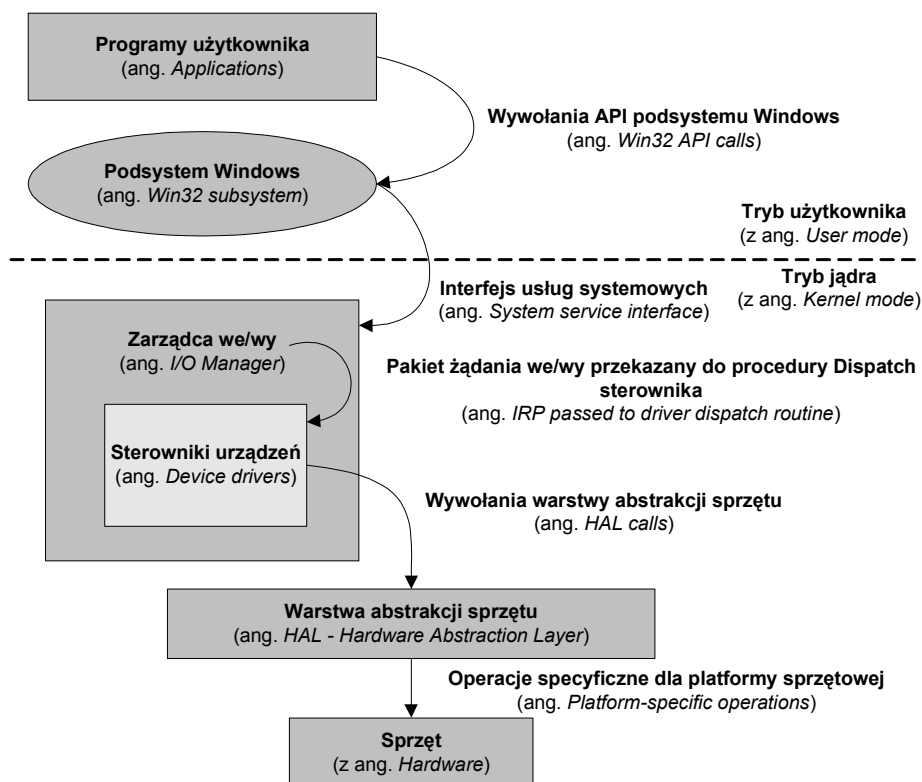 Programy użytkownika
(ang. Applications)
Wywołania API podsystemu Windows
(ang. Win32 API calls)
Podsystem Windows
(ang. Win32 subsystem)
Tryb użytkownika
(z ang. User mode)
Tryb jądra
(z ang. Kernel mode)
Interfejs usług systemowych
(ang. System service interface)
Zarządca we/wy
(ang. I/O Manager)
Pakiet żądania we/wy przekazany do procedury Dispatch
sterownika
(ang. IRP passed to driver dispatch routine)
Sterowniki urządzeń
(ang. Device drivers)
Wywołania warstwy abstrakcji sprzętu
(ang. HAL calls)
Warstwa abstrakcji sprzętu
(ang. HAL - Hardware Abstraction Layer)
Operacje specyficzne dla platformy sprzętowej
(ang. Platform-specific operations)
Sprzęt
(z ang. Hardware)